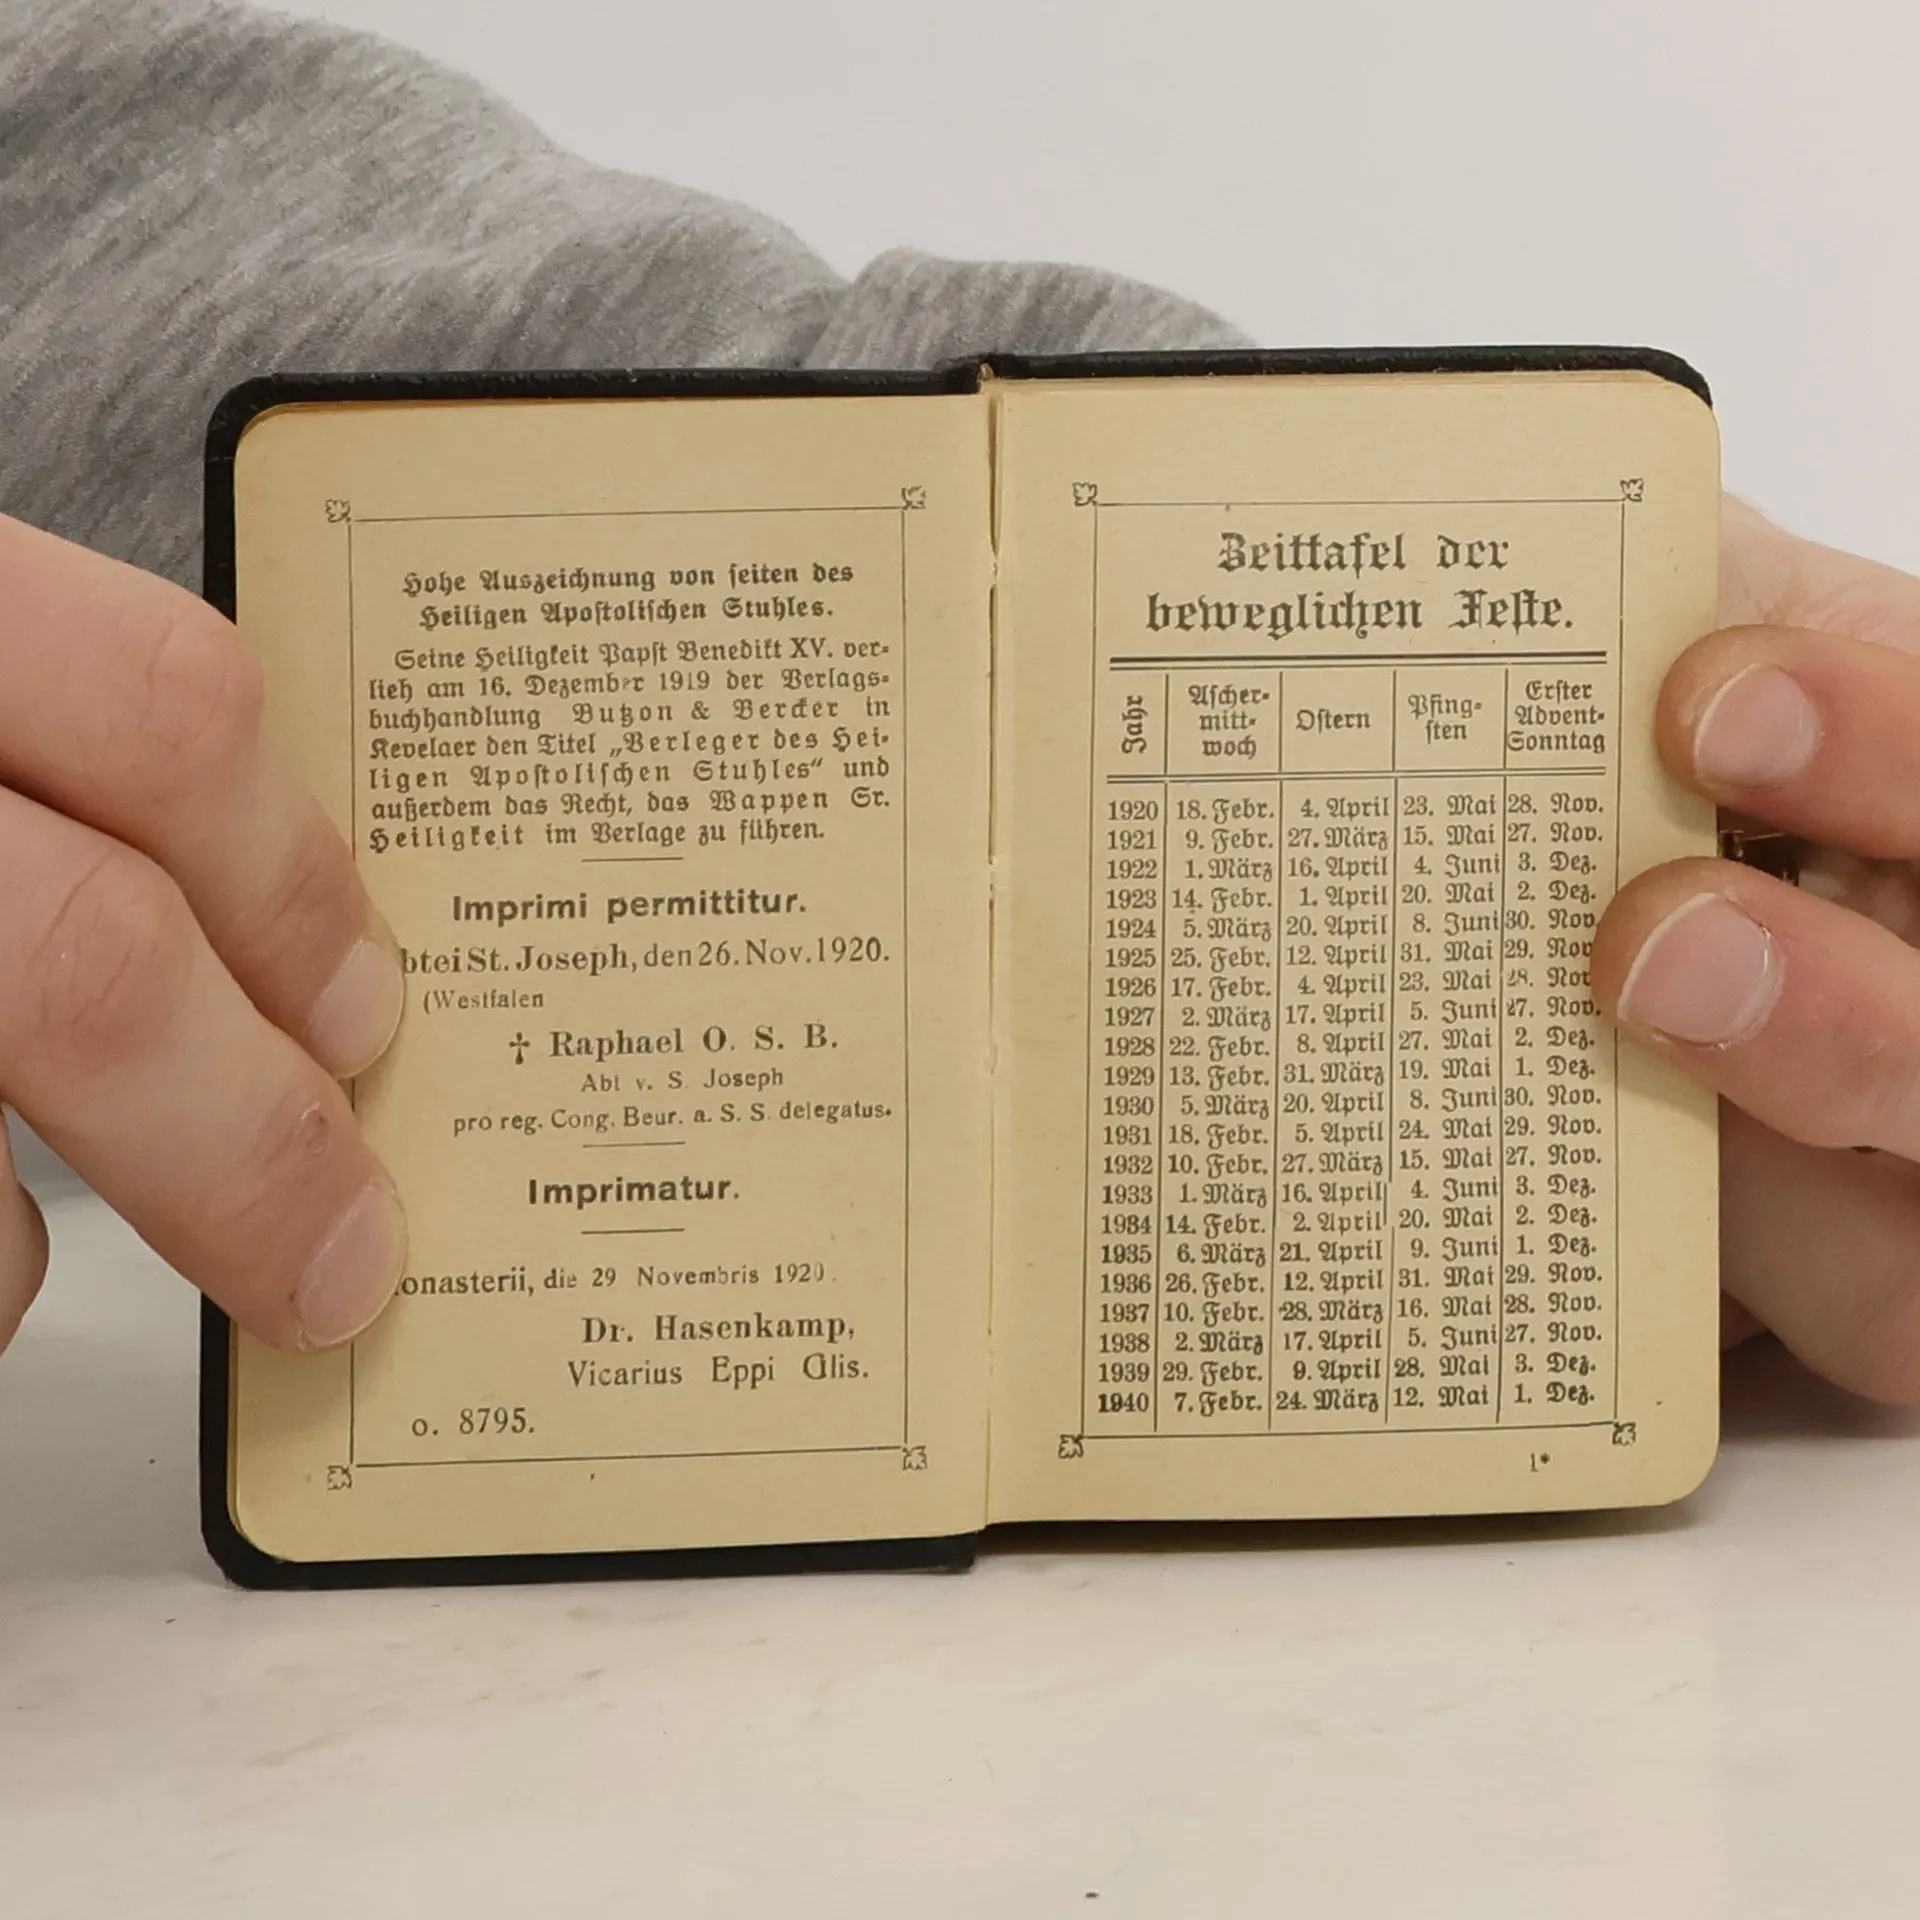 Hohe Auszeichnung von seiten des
Heiligen Apostolischen Stuhles.
Seine Heiligkeit Papst Benedikt XV. ver-
lieh am 16. Dezember 1919 der Verlags-
buchhandlung Butzon & Bercker in
Kevelaer den Titel „Verleger des Hei-
ligen Apostolischen Stuhles“ und
außerdem das Recht, das Wappen Sr.
Heiligkeit im Verlage zu führen.
Imprimi permittitur.
btei St. Joseph, den 26. Nov. 1920.
(Westfalen
† Raphael O. S. B.
Abt v. S. Joseph
pro reg. Cong. Beur. a. S. S. delegatus.
Imprimatur.
onasterii, die 29 Novembris 1920.
Dr. Hasenkamp,
Vicarius Eppi Glis.
o. 8795.
Zeittafel der
beweglichen Feste.
Jahr Ascher-mitt-woch Ostern Pfing-sten Erster Advent-Sonntag
1920 18. Febr. 4. April 23. Mai 28. Nov.
1921 9. Febr. 27. März 15. Mai 27. Nov.
1922 1. März 16. April 4. Juni 3. Dez.
1923 14. Febr. 1. April 20. Mai 2. Dez.
1924 5. März 20. April 8. Juni 30. Nov.
1925 25. Febr. 12. April 31. Mai 29. Nov
1926 17. Febr. 4. April 23. Mai 28. Nov
1927 2. März 17. April 5. Juni 27. Nov.
1928 22. Febr. 8. April 27. Mai 2. Dez.
1929 13. Febr. 31. März 19. Mai 1. Dez.
1930 5. März 20. April 8. Juni 30. Nov.
1931 18. Febr. 5. April 24. Mai 29. Nov.
1932 10. Febr. 27. März 15. Mai 27. Nov.
1933 1. März 16. April 4. Juni 3. Dez.
1934 14. Febr. 2. April 20. Mai 2. Dez.
1935 6. März 21. April 9. Juni 1. Dez.
1936 26. Febr. 12. April 31. Mai 29. Nov.
1937 10. Febr. 28. März 16. Mai 28. Nov.
1938 2. März 17. April 5. Juni 27. Nov.
1939 29. Febr. 9. April 28. Mai 3. Dez.
1940 7. Febr. 24. März 12. Mai 1. Dez.
1*